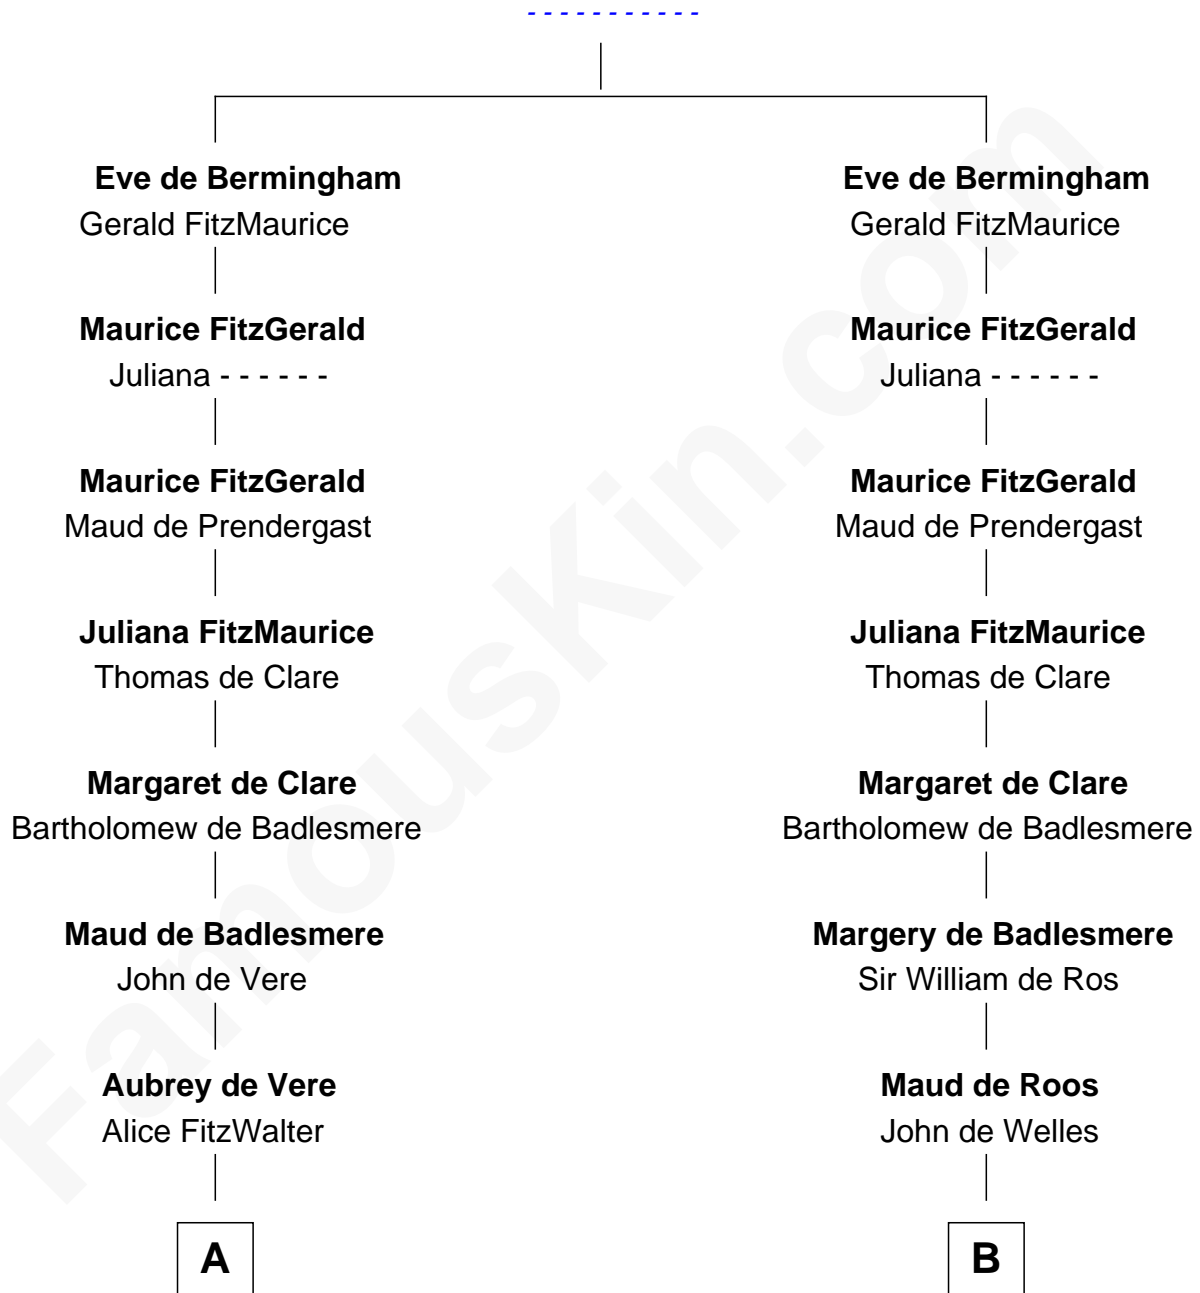 - - - - - - - - - - -
Eve de Bermingham Eve de Bermingham
Gerald FitzMaurice Gerald FitzMaurice
Maurice FitzGerald Maurice FitzGerald
Juliana - - - - - - Juliana - - - - - -
Maurice FitzGerald Maurice FitzGerald
Maud de Prendergast Maud de Prendergast
Juliana FitzMaurice Juliana FitzMaurice
Thomas de Clare Thomas de Clare
Margaret de Clare Margaret de Clare
Bartholomew de Badlesmere Bartholomew de Badlesmere
Maud de Badlesmere Margery de Badlesmere
John de Vere Sir William de Ros
Aubrey de Vere Maud de Roos
Alice FitzWalter John de Welles
A B
FamousKin.com